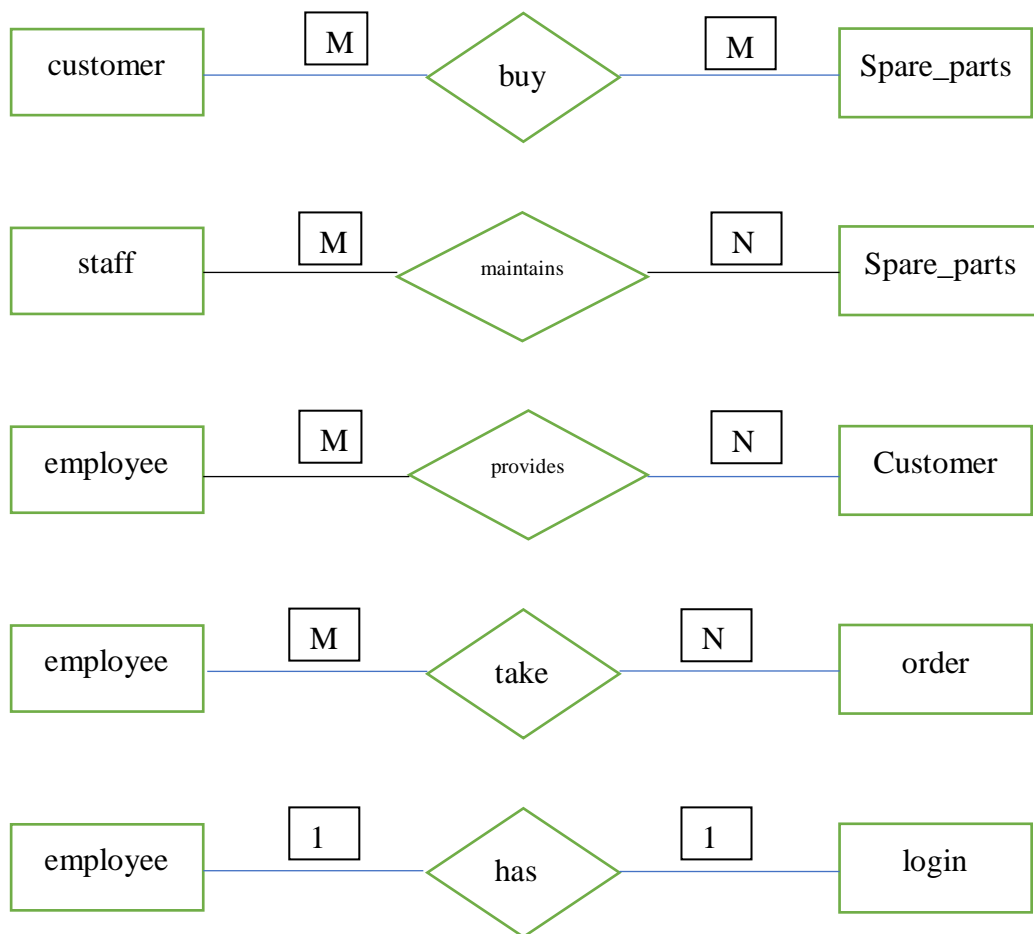 customer M buy M Spare_parts
staff M maintains N Spare_parts
employee M provides N Customer
employee M take N order
employee 1 has 1 login